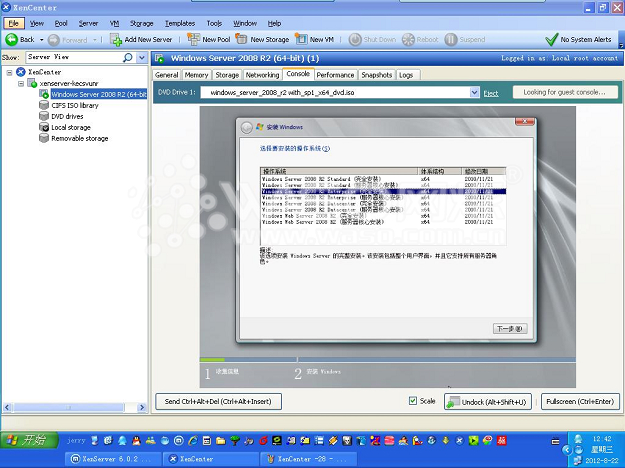 XenCenter
File View Pool Server VM Storage Templates Tools Window Help
Back Forward Add New Server New Pool New Storage New VM Shut Down Reboot Suspend No System Alerts
Show: Server View
Windows Server 2008 R2 (64-bit) (1) Logged in as: Local root account
XenCenter
xenserver-kecsvunr
Windows Server 2008 R2 (64-bit
CIFS ISO library
DVD drives
Local storage
Removable storage
General Memory Storage Networking Console Performance Snapshots Logs
DVD Drive 1: windows_server_2008_r2 with_sp1_x64_dvd.iso Eject Looking for guest console...
安装 Windows
选择要安装的操作系统(S)
操作系统 体系结构 修改日期
Windows Server 2008 R2 Standard (完全安装) x64 2010/11/21
Windows Server 2008 R2 Standard (服务器核心安装) x64 2010/11/21
Windows Server 2008 R2 Enterprise (完全安装) x64 2010/11/21
Windows Server 2008 R2 Enterprise (服务器核心安装) x64 2010/11/21
Windows Server 2008 R2 Datacenter (完全安装) x64 2010/11/21
Windows Server 2008 R2 Datacenter (服务器核心安装) x64 2010/11/21
Windows Web Server 2008 R2 (完全安装) x64 2010/11/21
Windows Web Server 2008 R2 (服务器核心安装) x64 2010/11/21
描述:
该选项安装 Windows Server 的完整安装。该安装包括整个用户界面，并且它支持所有服务器角
色。
下一步(N)
1 收集信息 2 安装 Windows
Send Ctrl+Alt+Del (Ctrl+Alt+Insert) Scale Undock (Alt+Shift+U) Fullscreen (Ctrl+Enter)
开始 jerry 12:42
星期三
XenServer 6.0.2 ... XenCenter XenCenter -28 - ... 2012-8-22